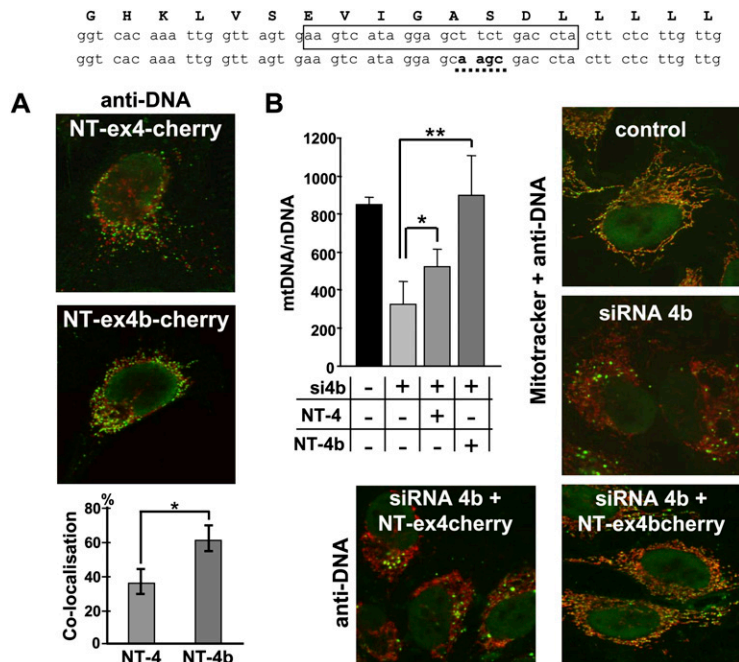 G H K L V S E V I G A S D L L L L L
ggt cac aaa ttg gtt agt gaa gtc ata gga gct tct gac cta ctt ctc ttg ttg
ggt cac aaa ttg gtt agt gaa gtc ata gga gca agc gac cta ctt ctc ttg ttg
A
anti-DNA
NT-ex4-cherry
NT-ex4b-cherry
%
80
60
40
20
0
Co-localisation
*
NT-4 NT-4b
B
1200
1000
800
600
400
200
0
mtDNA/nDNA
**
*
si4b - + + +
NT-4 - - + -
NT-4b - - - +
Mitotracker + anti-DNA
control
siRNA 4b
anti-DNA
siRNA 4b +
NT-ex4cherry
siRNA 4b +
NT-ex4bcherry